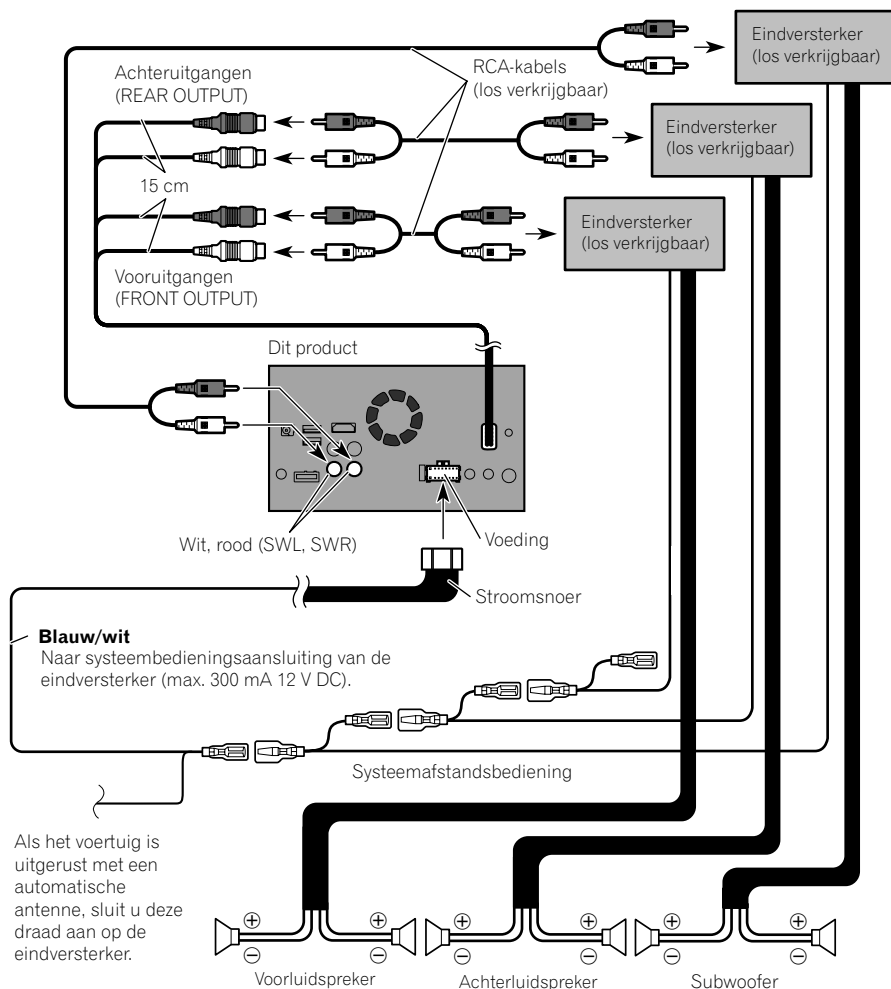 Eindversterker
(los verkrijgbaar)
Achteruitgangen
(REAR OUTPUT)
RCA-kabels
(los verkrijgbaar)
Eindversterker
(los verkrijgbaar)
15 cm
Eindversterker
(los verkrijgbaar)
Vooruitgangen
(FRONT OUTPUT)
Dit product
Wit, rood (SWL, SWR)
Voeding
Stroomsnoer
Blauw/wit
Naar systeembedieningsaansluiting van de
eindversterker (max. 300 mA 12 V DC).
Systeemafstandsbediening
Als het voertuig is
uitgerust met een
automatische
antenne, sluit u deze
draad aan op de
eindversterker.
+ + + + + +
− − − − − −
Voorluidspreker
Achterluidspreker
Subwoofer